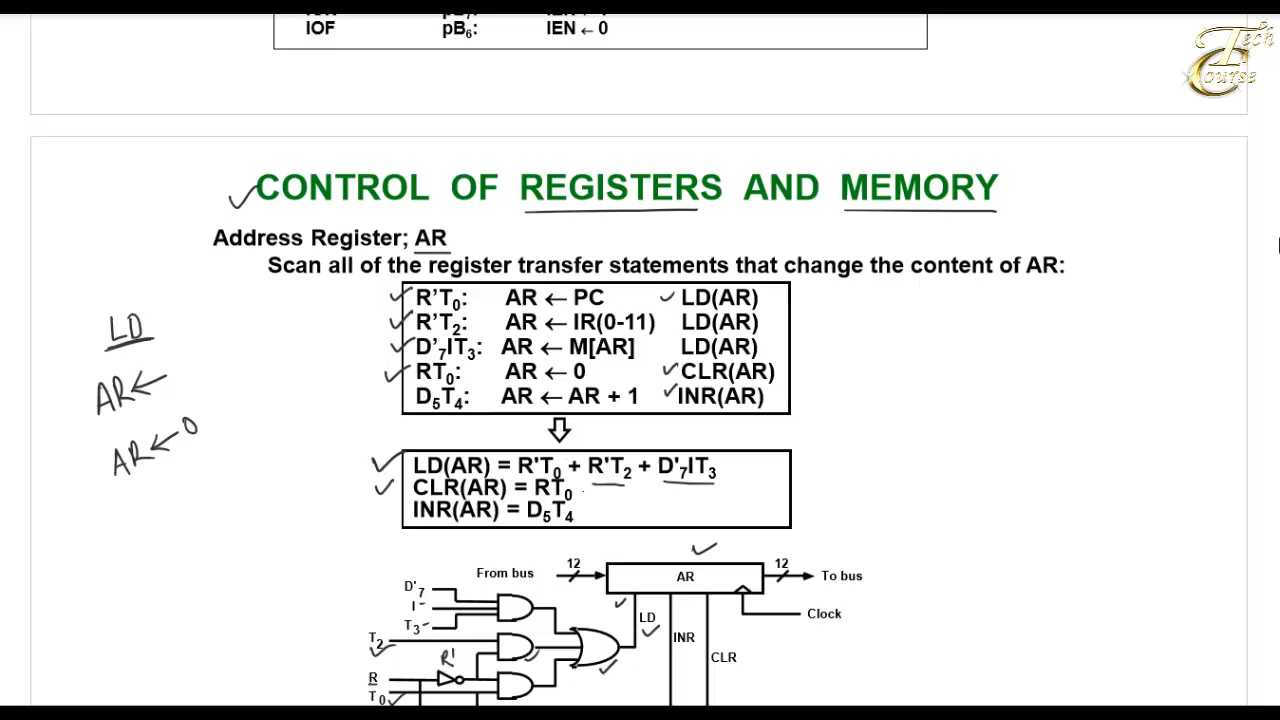 IOF pB₆: IEN ← 0
Tech Course
CONTROL OF REGISTERS AND MEMORY
Address Register; AR
Scan all of the register transfer statements that change the content of AR:
R’T₀: AR ← PC LD(AR)
R’T₂: AR ← IR(0-11) LD(AR)
D’₇IT₃: AR ← M[AR] LD(AR)
RT₀: AR ← 0 CLR(AR)
D₅T₄: AR ← AR + 1 INR(AR)
LD
AR ←
AR ← 0
LD(AR) = R'T₀ + R'T₂ + D'₇IT₃
CLR(AR) = RT₀
INR(AR) = D₅T₄
From bus 12 AR 12 To bus
D'₇
I
T₃
LD
Clock
T₂
INR
R'
CLR
R
T₀